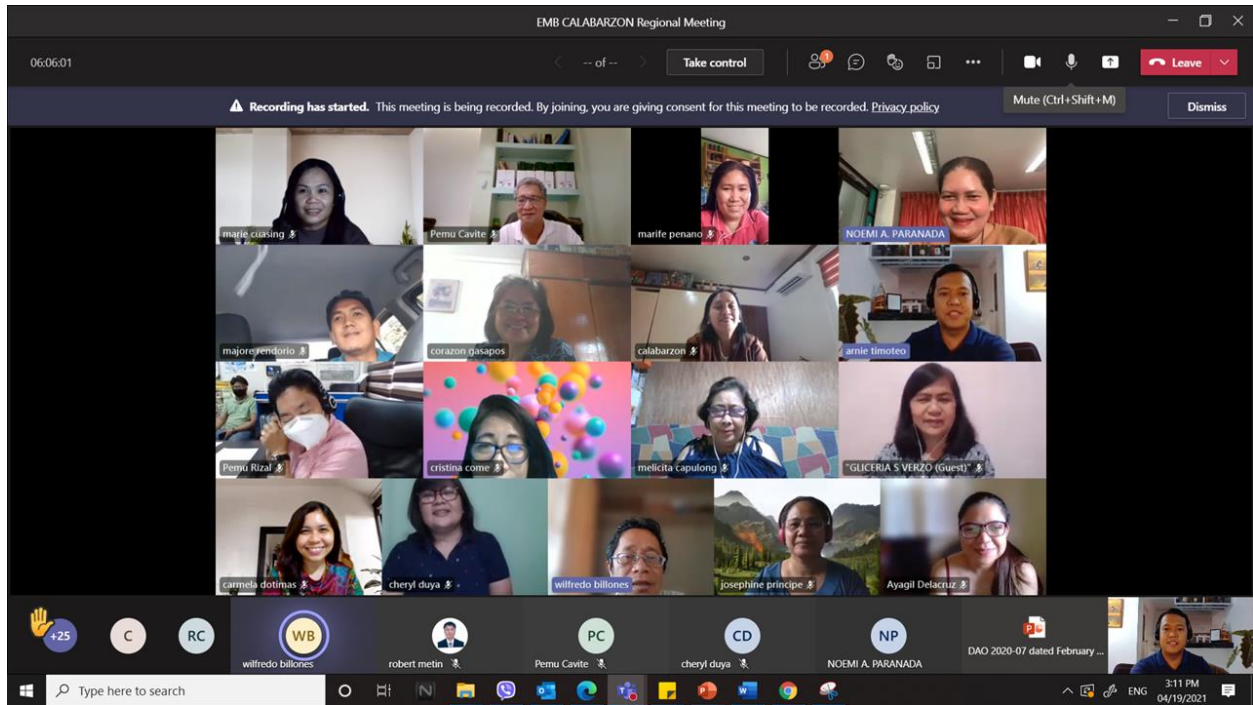 EMB CALABARZON Regional Meeting
06:06:01
-- of --
Take control
1
Leave
Recording has started. This meeting is being recorded. By joining, you are giving consent for this meeting to be recorded. Privacy policy
Mute (Ctrl+Shift+M)
Dismiss
marie cuasing
Pemu Cavite
marife penano
NOEMI A. PARANADA
majore rendorio
corazon gasapos
calabarzon
arnie timoteo
Pemu Rizal
cristina come
melicita capulong
"GLICERIA S VERZO (Guest)"
carmela dotimas
cheryl duya
wilfredo billones
josephine principe
Ayagil Delacruz
+25
C
RC
WB
PC
CD
NP
wilfredo billones
robert metin
Pemu Cavite
cheryl duya
NOEMI A. PARANADA
DAO 2020-07 dated February ...
Type here to search
ENG
3:11 PM
04/19/2021